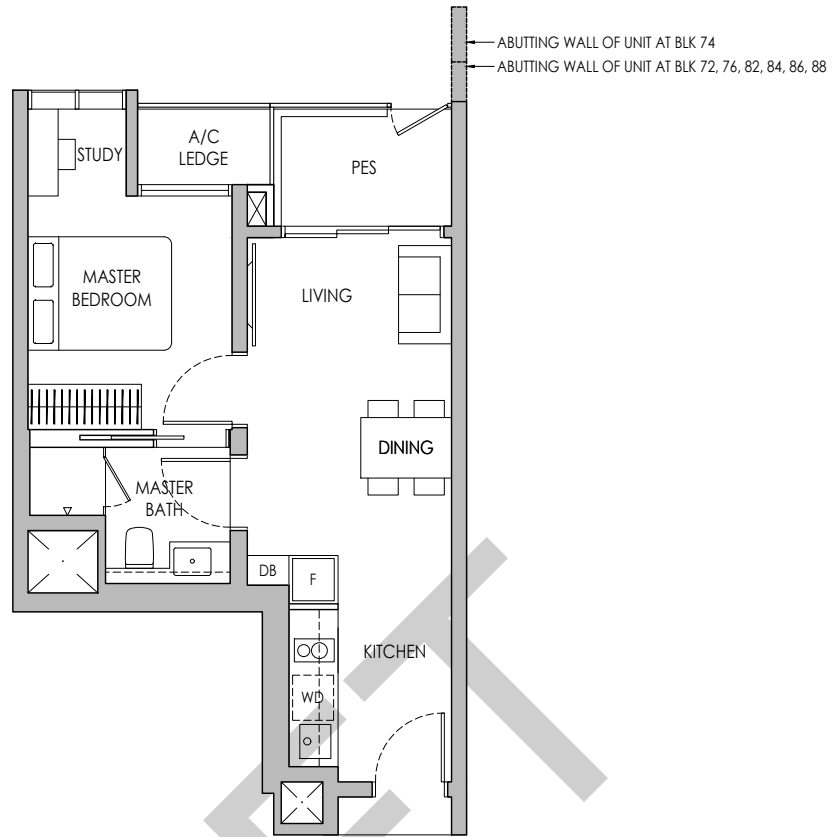 ABUTTING WALL OF UNIT AT BLK 74
ABUTTING WALL OF UNIT AT BLK 72, 76, 82, 84, 86, 88
STUDY
A/C
LEDGE
PES
MASTER
BEDROOM
LIVING
DINING
MASTER
BATH
DB
F
KITCHEN
WD